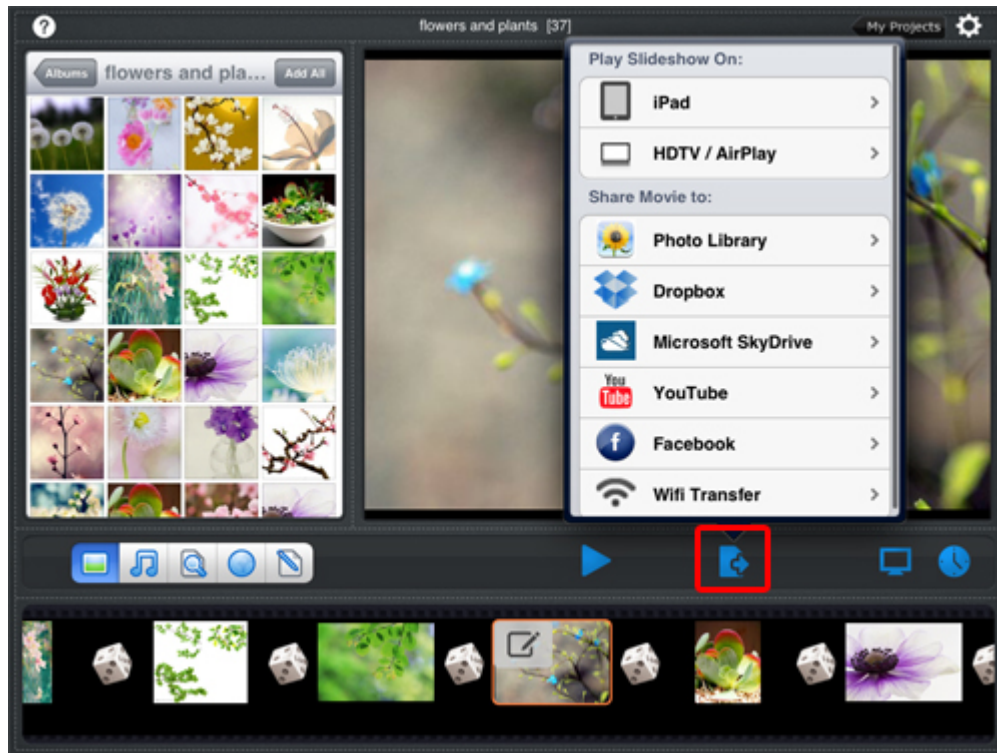 ?
flowers and plants [37]
My Projects
Albums
flowers and pla...
Add All
Play Slideshow On:
iPad
HDTV / AirPlay
Share Movie to:
Photo Library
Dropbox
Microsoft SkyDrive
You
Tube
YouTube
f
Facebook
Wifi Transfer